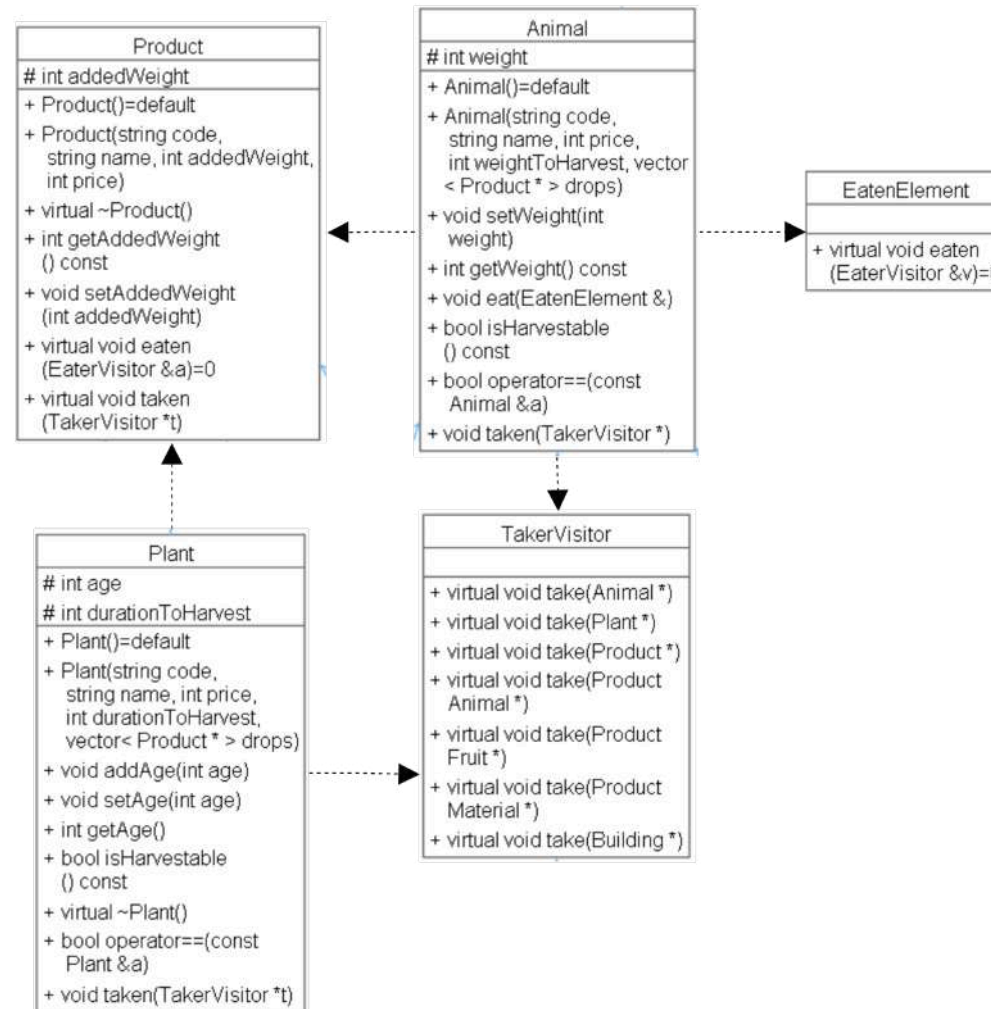 Product
# int addedWeight
+ Product()=default
+ Product(string code,
string name, int addedWeight,
int price)
+ virtual ~Product()
+ int getAddedWeight
() const
+ void setAddedWeight
(int addedWeight)
+ virtual void eaten
(EaterVisitor &a)=0
+ virtual void taken
(TakerVisitor *t)
Animal
# int weight
+ Animal()=default
+ Animal(string code,
string name, int price,
int weightToHarvest, vector
< Product * > drops)
+ void setWeight(int
weight)
+ int getWeight() const
+ void eat(EatenElement &)
+ bool isHarvestable
() const
+ bool operator==(const
Animal &a)
+ void taken(TakerVisitor *)
EatenElement
+ virtual void eaten
(EaterVisitor &v)=
Plant
# int age
# int durationToHarvest
+ Plant()=default
+ Plant(string code,
string name, int price,
int durationToHarvest,
vector< Product * > drops)
+ void addAge(int age)
+ void setAge(int age)
+ int getAge()
+ bool isHarvestable
() const
+ virtual ~Plant()
+ bool operator==(const
Plant &a)
+ void taken(TakerVisitor *t)
TakerVisitor
+ virtual void take(Animal *)
+ virtual void take(Plant *)
+ virtual void take(Product *)
+ virtual void take(Product
Animal *)
+ virtual void take(Product
Fruit *)
+ virtual void take(Product
Material *)
+ virtual void take(Building *)